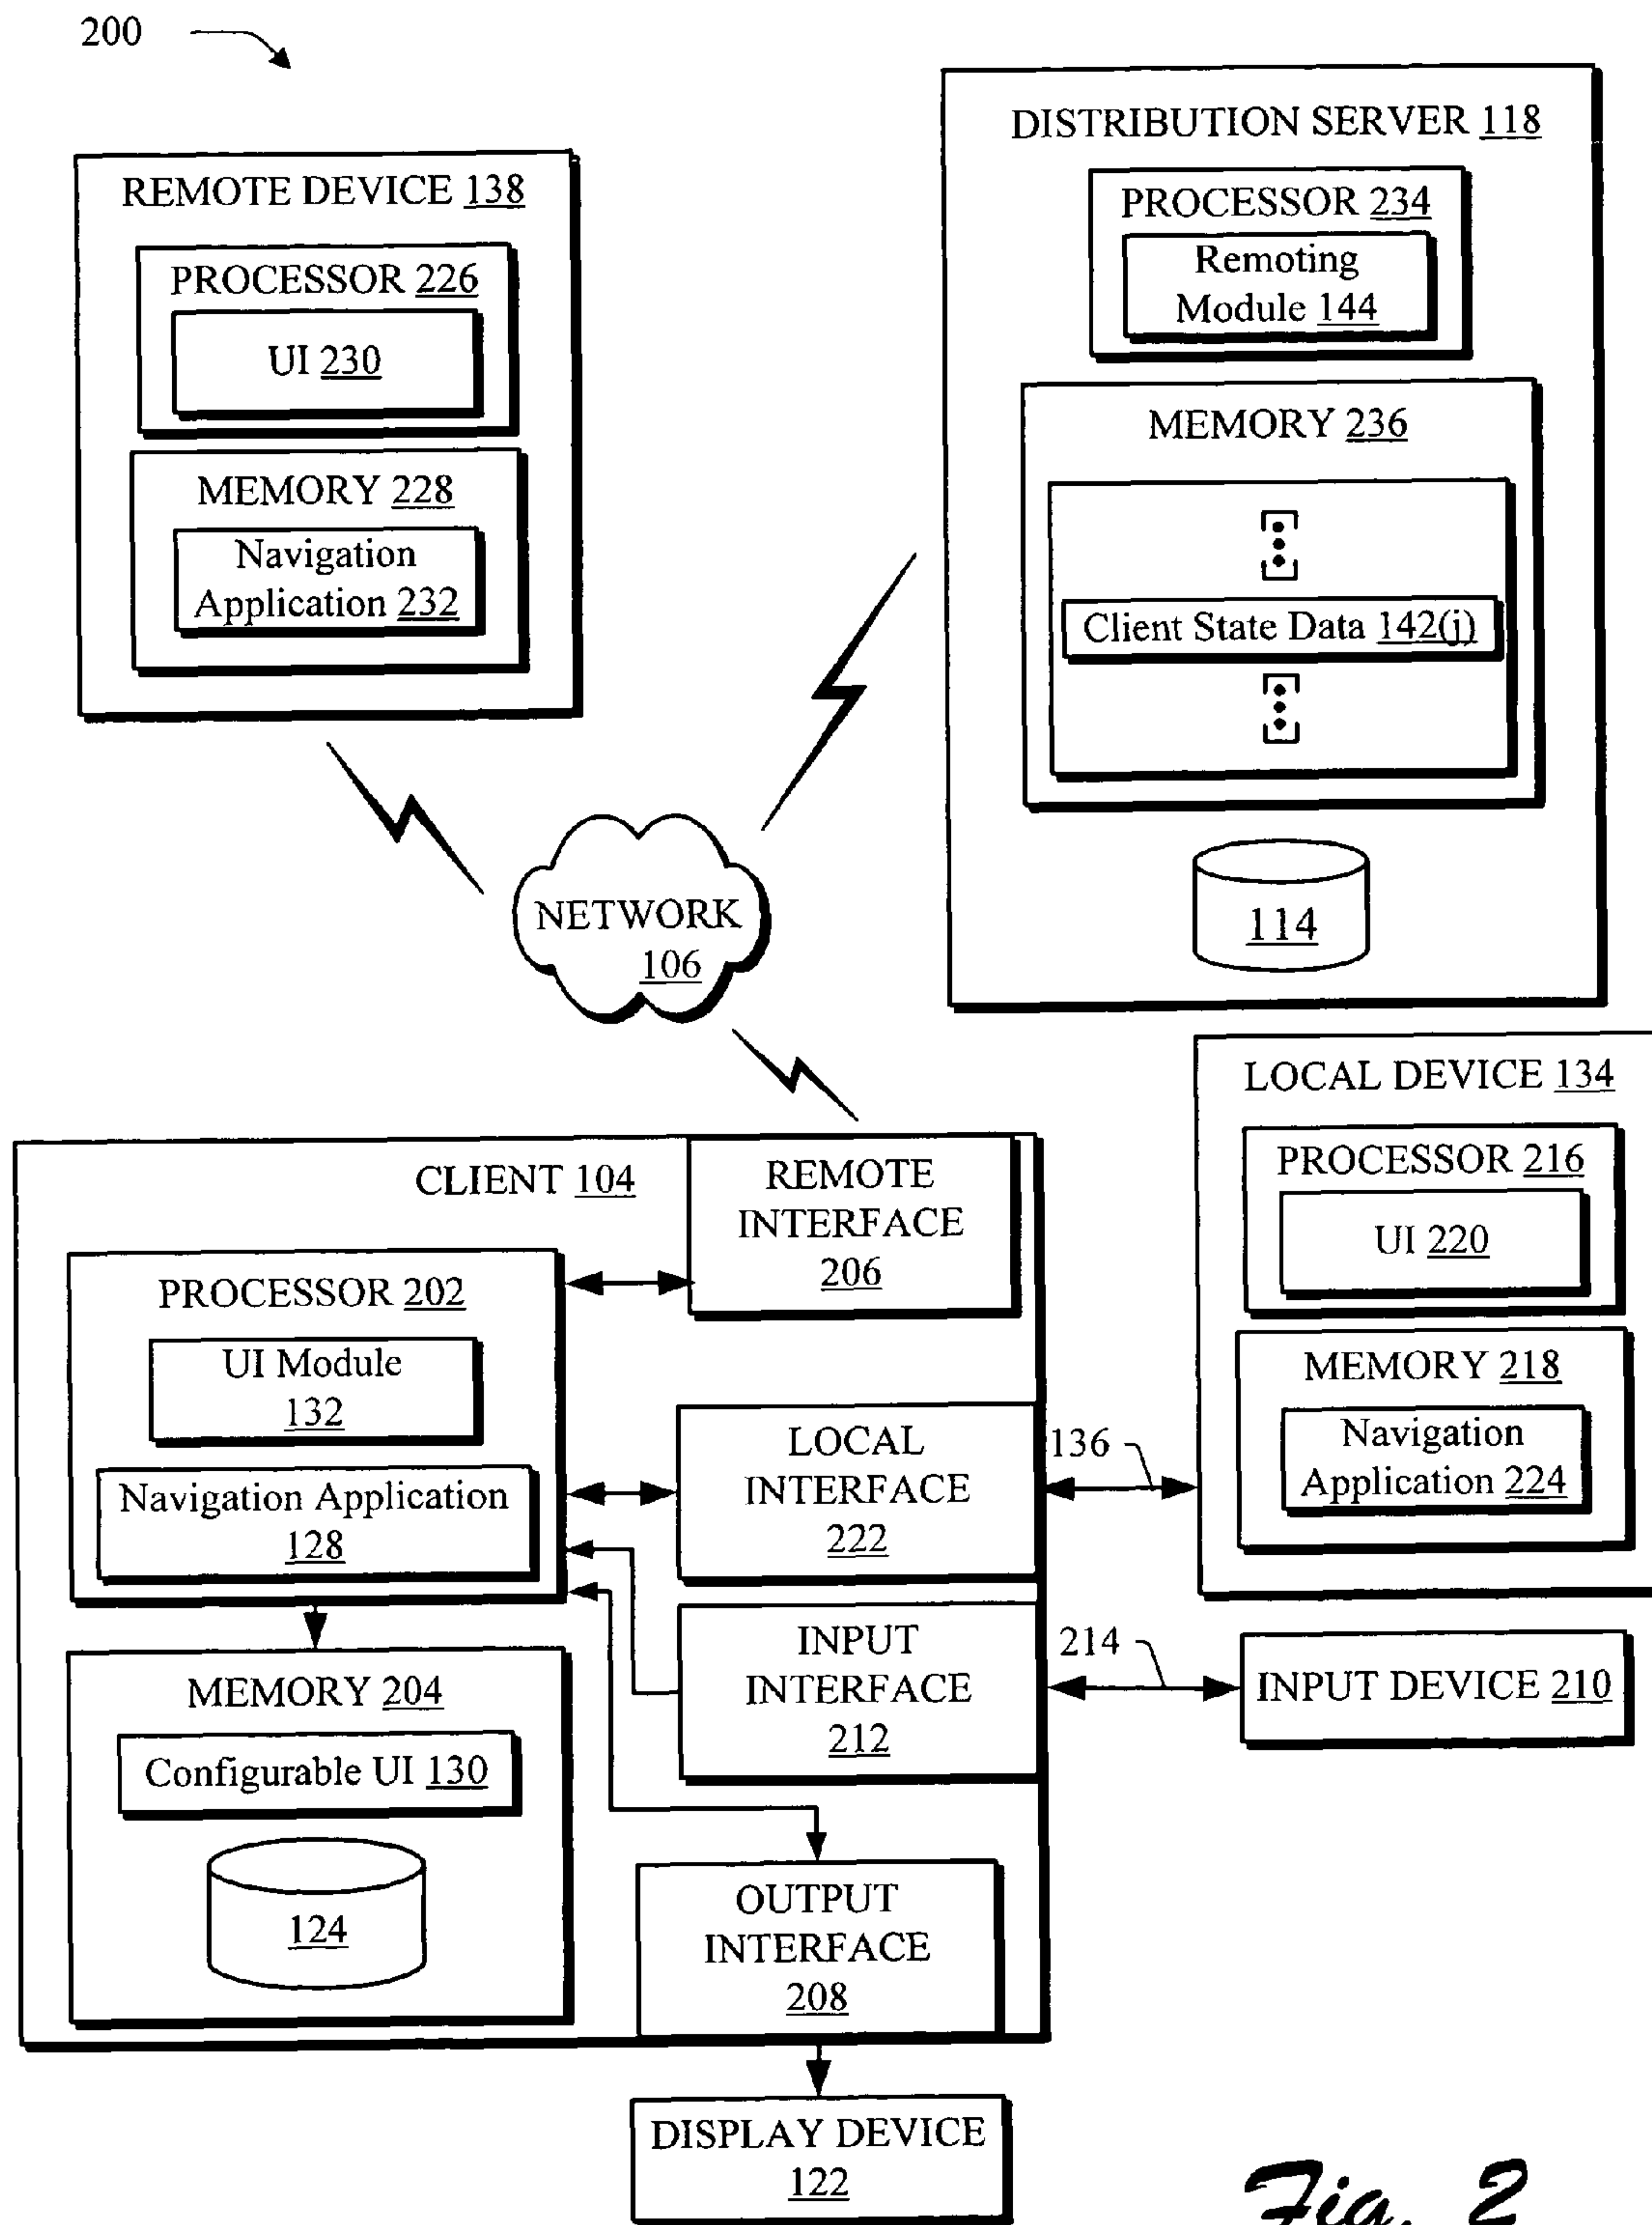 200
DISTRIBUTION SERVER 118
PROCESSOR 234
Remoting
Module 144
MEMORY 236
Client State Data 142(j)
114
REMOTE DEVICE 138
PROCESSOR 226
UI 230
MEMORY 228
Navigation
Application 232
NETWORK
106
LOCAL DEVICE 134
PROCESSOR 216
UI 220
MEMORY 218
Navigation
Application 224
CLIENT 104
REMOTE
INTERFACE
206
PROCESSOR 202
UI Module
132
Navigation Application
128
LOCAL
INTERFACE
222
136
INPUT
INTERFACE
212
214
INPUT DEVICE 210
MEMORY 204
Configurable UI 130
124
OUTPUT
INTERFACE
208
DISPLAY DEVICE
122
Fig. 2